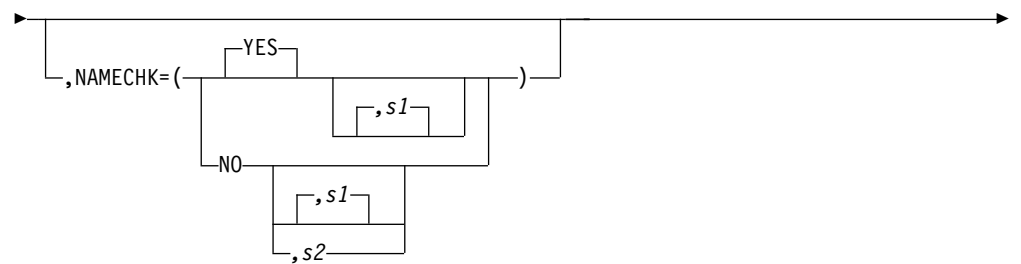 YES
,NAMECHK=( )
,s1
NO
,s1
,s2